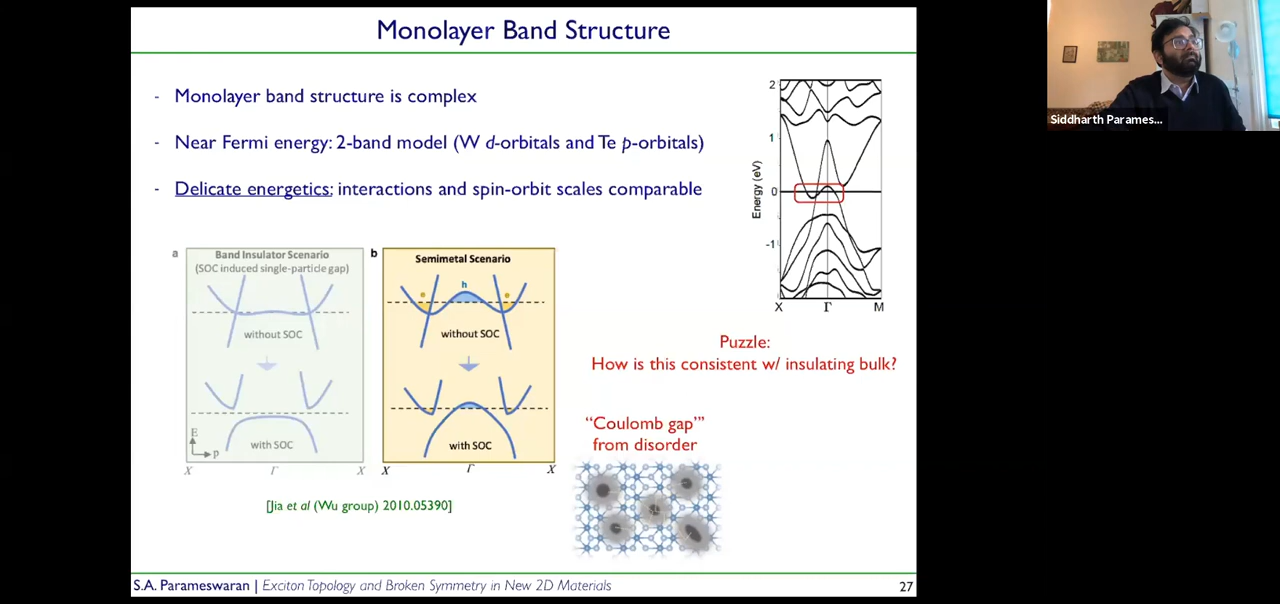 Monolayer Band Structure
- Monolayer band structure is complex
- Near Fermi energy: 2-band model (W d-orbitals and Te p-orbitals)
- Delicate energetics: interactions and spin-orbit scales comparable
a
Band Insulator Scenario
(SOC induced single-particle gap)
without SOC
E
p
with SOC
X Γ X
b
Semimetal Scenario
e h e
without SOC
with SOC
X Γ X
[Jia et al (Wu group) 2010.05390]
Energy (eV)
2
1
0
-1
X Γ M
Puzzle:
How is this consistent w/ insulating bulk?
“Coulomb gap’”
from disorder
S.A. Parameswaran | Exciton Topology and Broken Symmetry in New 2D Materials
27
Siddharth Parames...